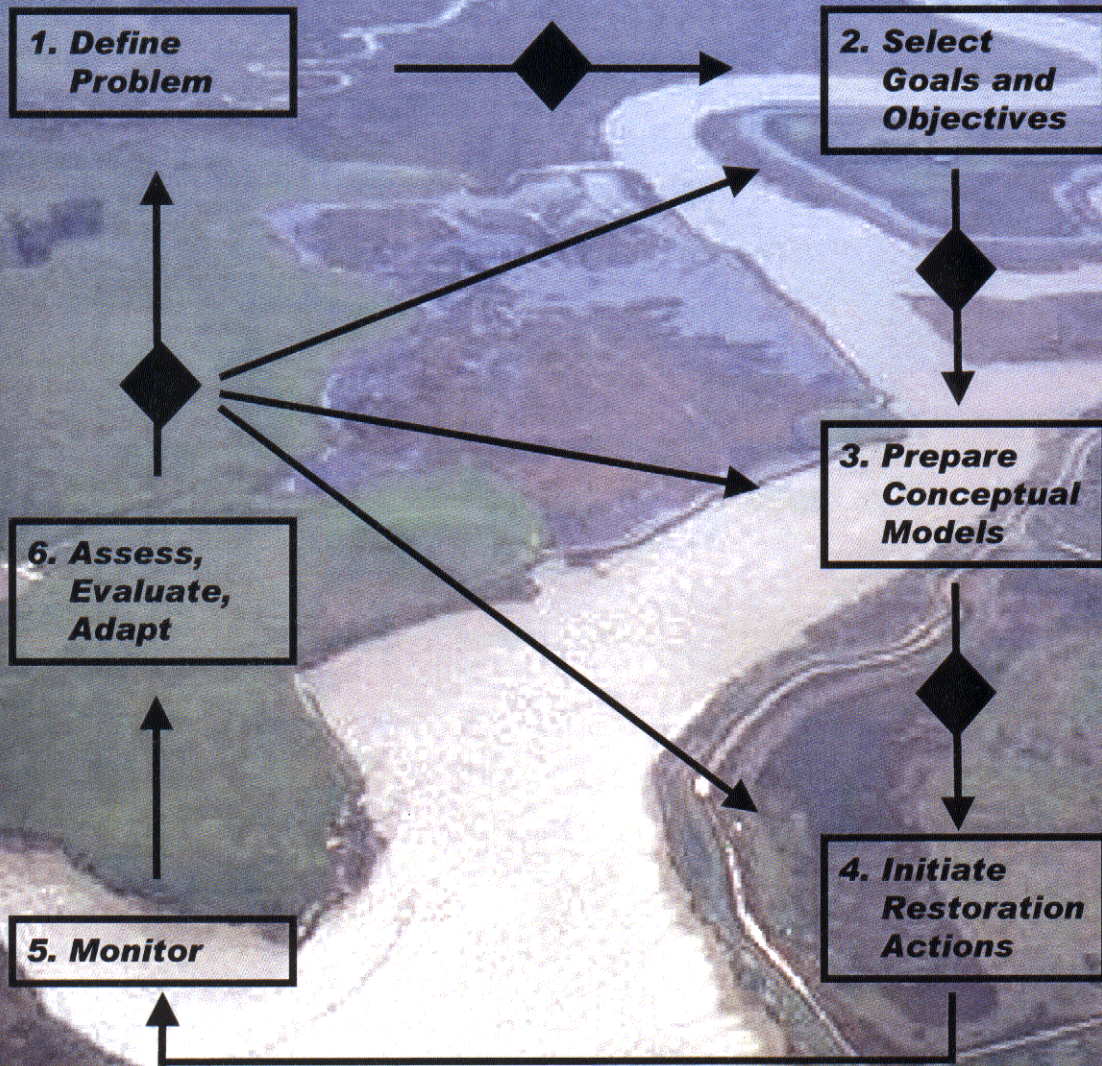 1. Define
Problem
2. Select
Goals and
Objectives
3. Prepare
Conceptual
Models
4. Initiate
Restoration
Actions
5. Monitor
6. Assess,
Evaluate,
Adapt